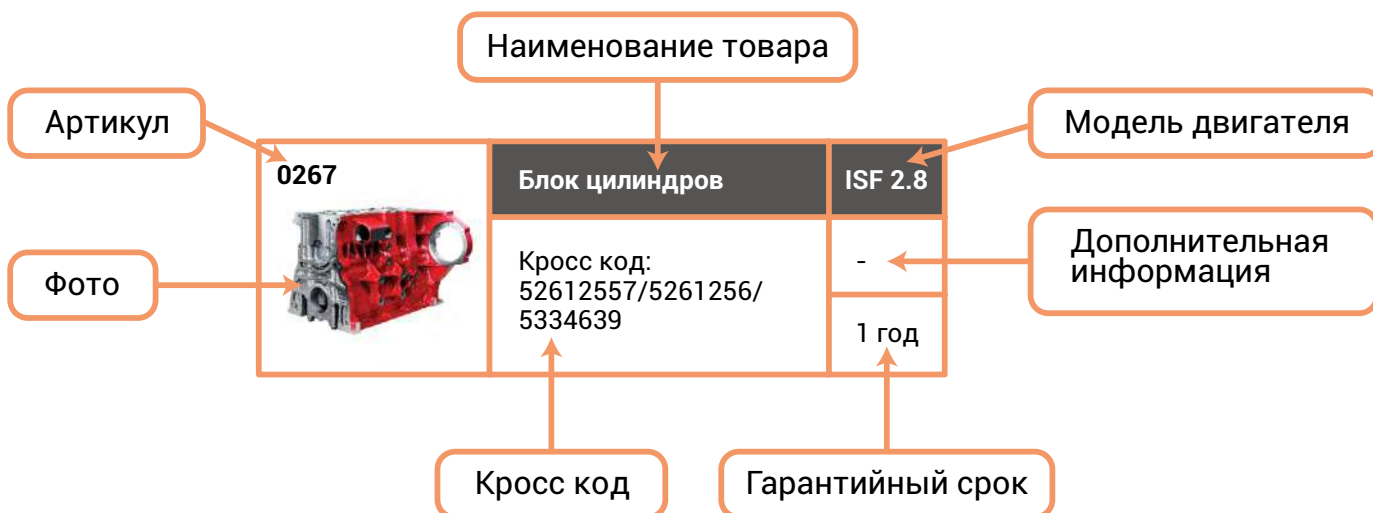 Наименование товара
Артикул
Модель двигателя
0267
Блок цилиндров
ISF 2.8
Фото
Кросс код:
52612557/5261256/
5334639
-
Дополнительная
информация
1 год
Кросс код
Гарантийный срок